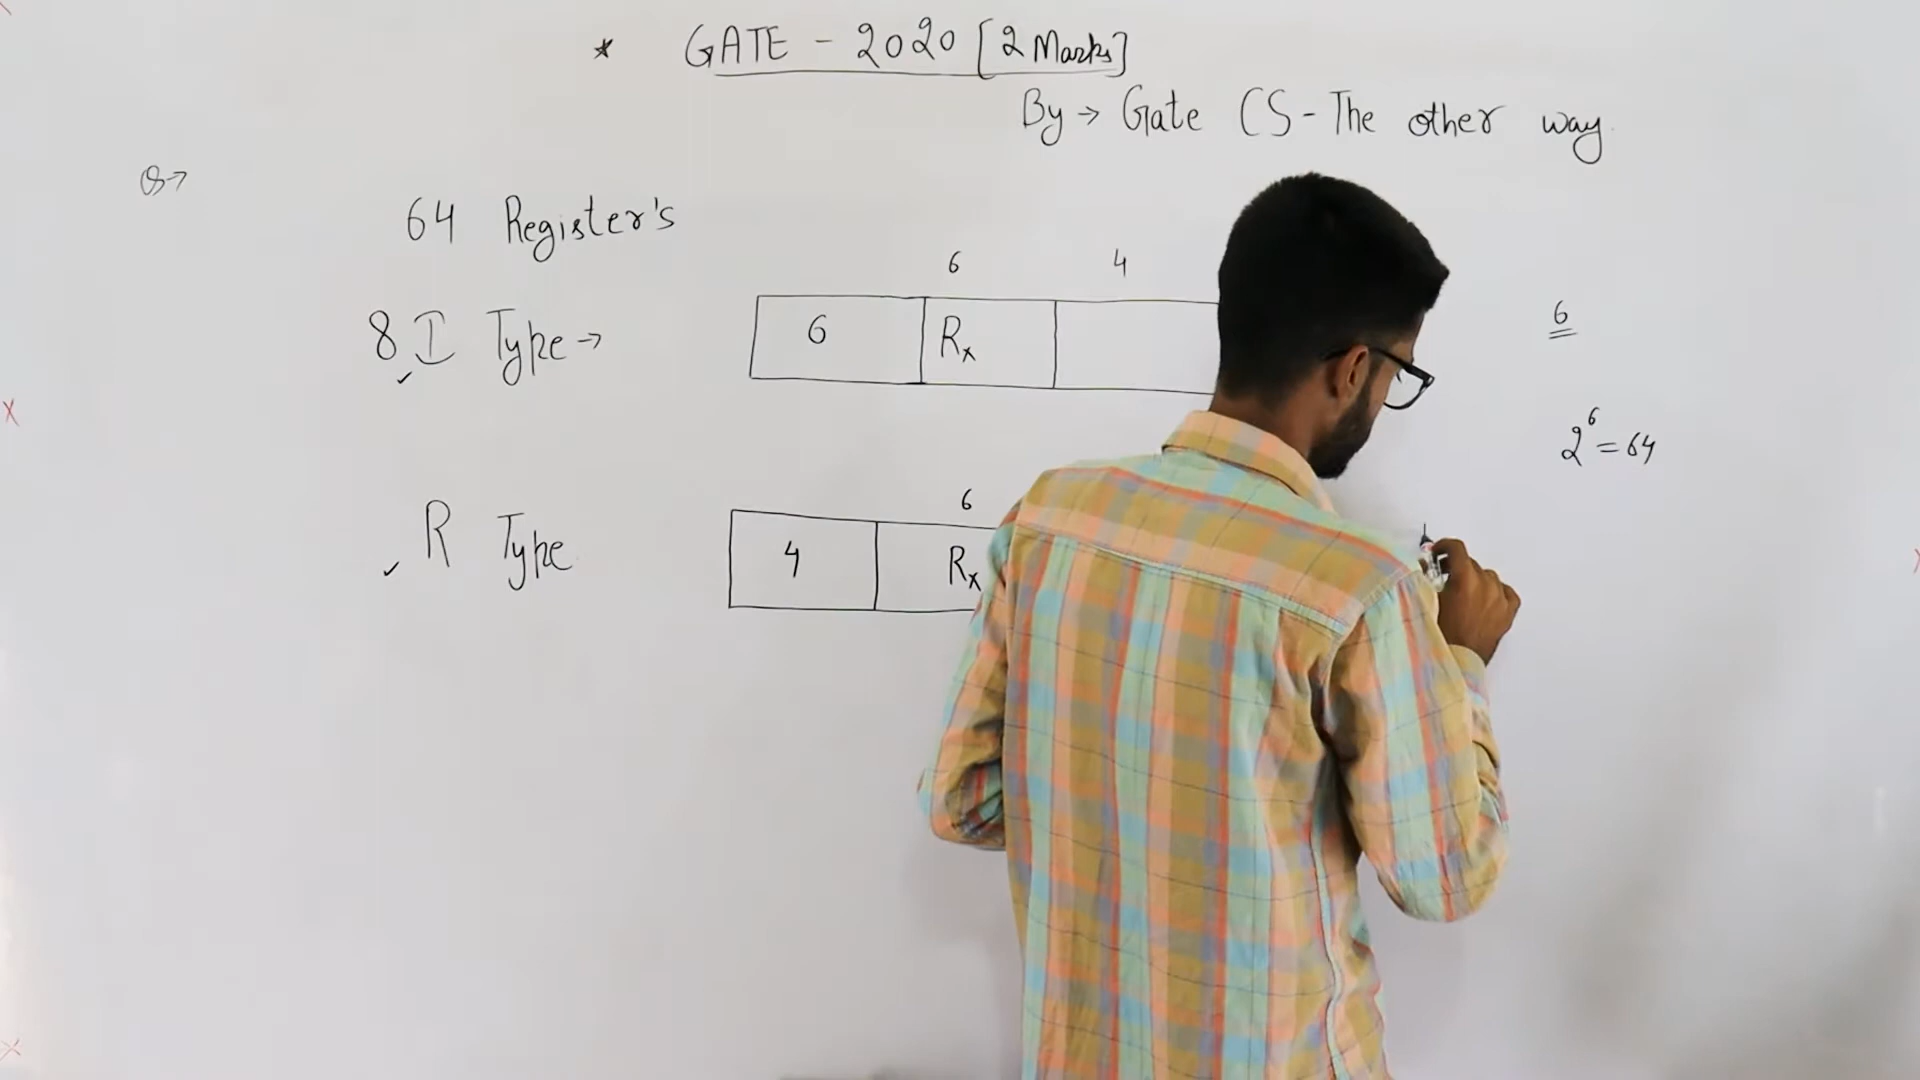 * GATE - 2020 [2 Marks]
By → Gate CS - The other way.
Q→
64 Register's
6 4
8 I Type → 6 Rx 6
2^6 = 64
6
R Type 4 Rx